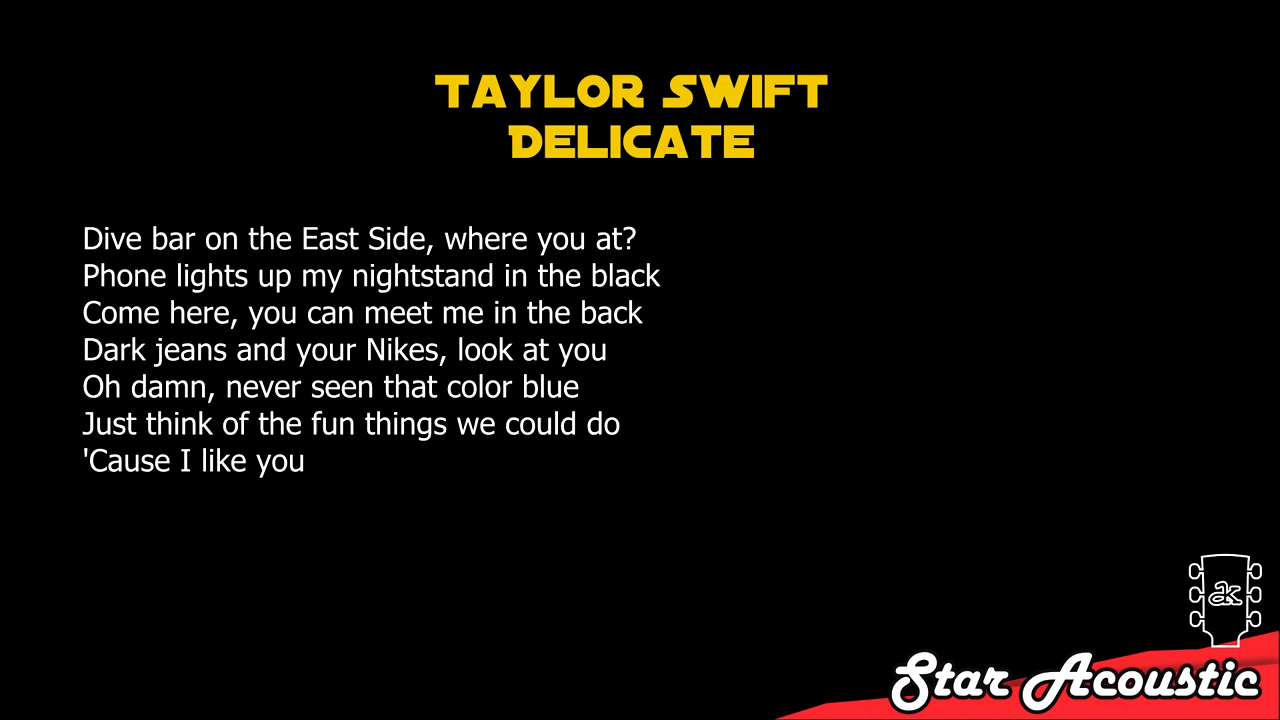 TAYLOR SWIFT
DELICATE
Dive bar on the East Side, where you at?
Phone lights up my nightstand in the black
Come here, you can meet me in the back
Dark jeans and your Nikes, look at you
Oh damn, never seen that color blue
Just think of the fun things we could do
'Cause I like you
ak
Star Acoustic